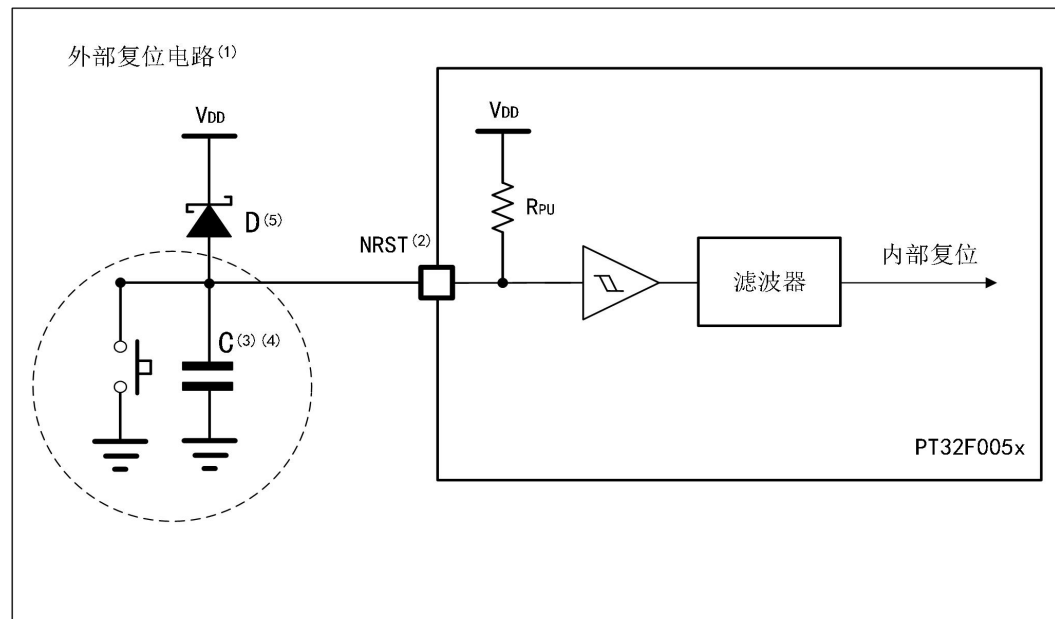 外部复位电路(1)
VDD
VDD
D(5)
RPU
NRST(2)
内部复位
滤波器
C(3)(4)
PT32F005x